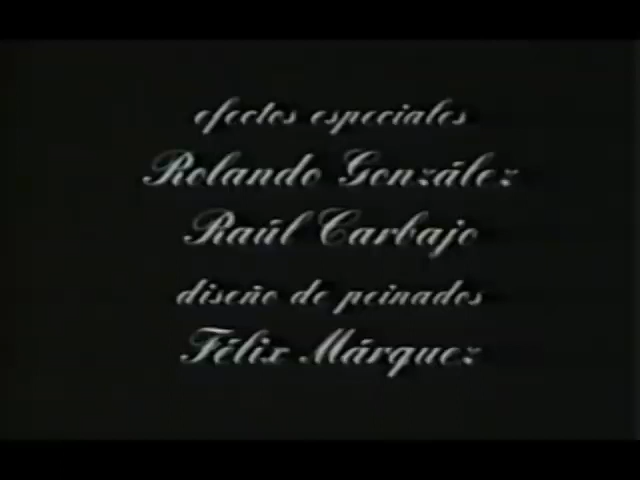 efectos especiales
Rolando González
Raúl Carbajo
diseño de peinados
Félix Márquez